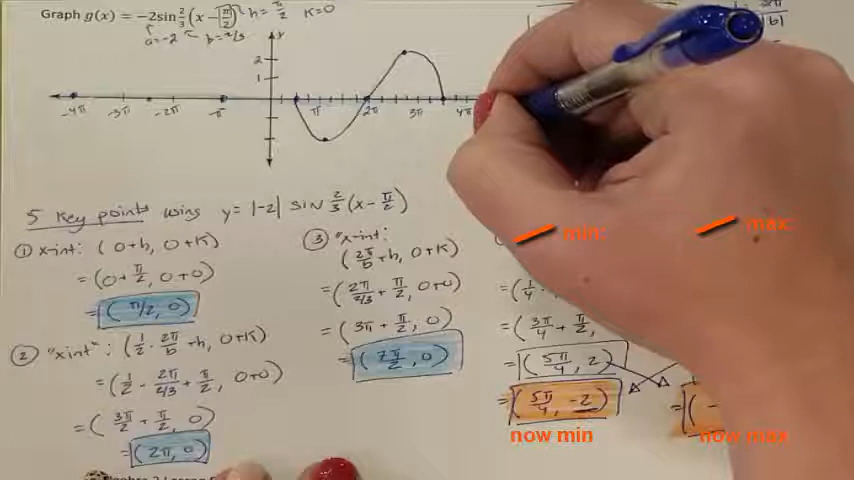 Graph g(x) = -2sin 2/3 (x - π/2) h = π/2 K=0
a=-2 b=2/3
y
2
1
-4π -3π -2π -π π 2π 3π 4π
5 Key points using y = |-2| sin 2/3 (x - π/2)
① x-int: (0+h, 0+K)
= (0+π/2, 0+0)
= (π/2, 0)
② "xint": (1/2 · 2π/b +h, 0+K)
= (1/2 · 2π/2/3 + π/2, 0+0)
= (3π/2 + π/2, 0)
= (2π, 0)
③ "x-int:
(2π/b +h, 0+K)
= (2π/2/3 + π/2, 0+0)
= (3π + π/2, 0)
= (7π/2, 0)
min:
= (3π/4 + π/2,
= (5π/4, 2)
= (5π/4, -2)
now min
max:
now max